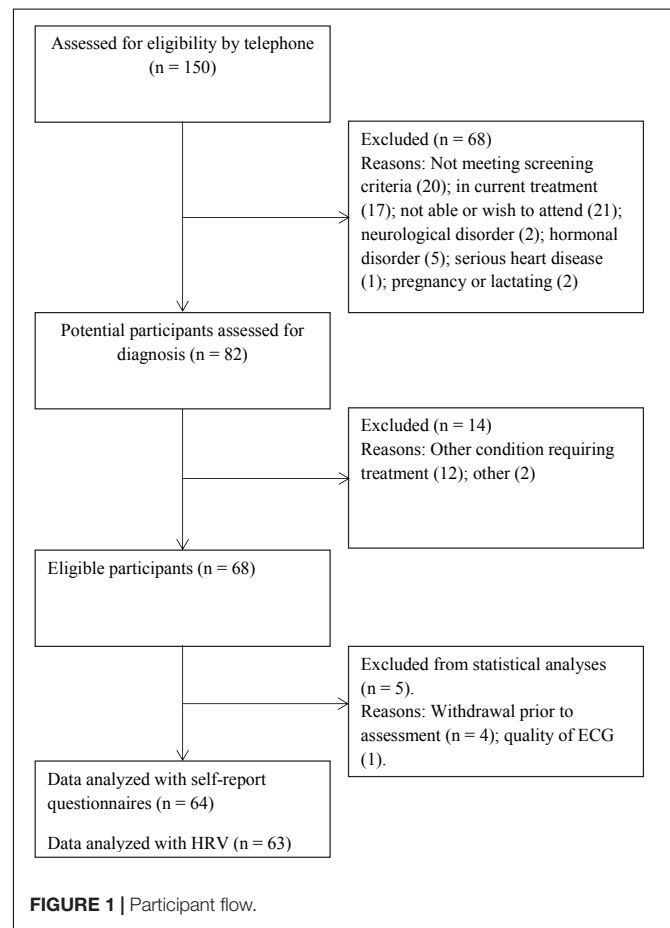 Assessed for eligibility by telephone
(n = 150)
Excluded (n = 68)
Reasons: Not meeting screening
criteria (20); in current treatment
(17); not able or wish to attend (21);
neurological disorder (2); hormonal
disorder (5); serious heart disease
(1); pregnancy or lactating (2)
Potential participants assessed for
diagnosis (n = 82)
Excluded (n = 14)
Reasons: Other condition requiring
treatment (12); other (2)
Eligible participants (n = 68)
Excluded from statistical analyses
(n = 5).
Reasons: Withdrawal prior to
assessment (n = 4); quality of ECG
(1).
Data analyzed with self-report
questionnaires (n = 64)
Data analyzed with HRV (n = 63)
FIGURE 1 | Participant flow.